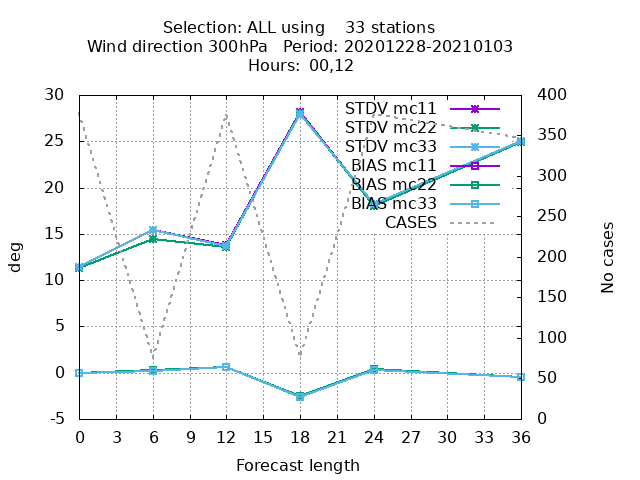 Selection: ALL using 33 stations
Wind direction 300hPa Period: 20201228-20210103
Hours: 00,12
30
25
20
15
10
5
0
-5
deg
STDV mc11
STDV mc22
STDV mc33
BIAS mc11
BIAS mc22
BIAS mc33
CASES
400
350
300
250
200
150
100
50
0
No cases
0 3 6 9 12 15 18 21 24 27 30 33 36
Forecast length